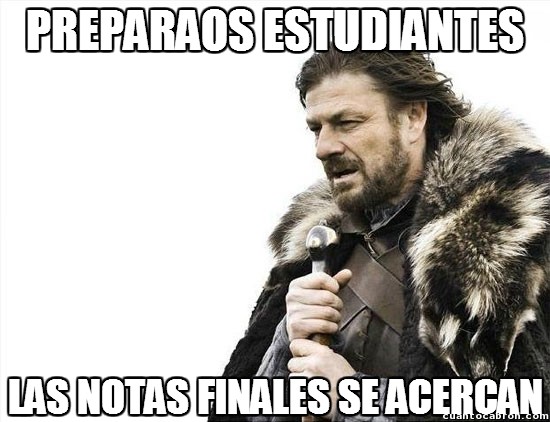 PREPARAOS ESTUDIANTES
LAS NOTAS FINALES SE ACERCAN
cuantocabron.com